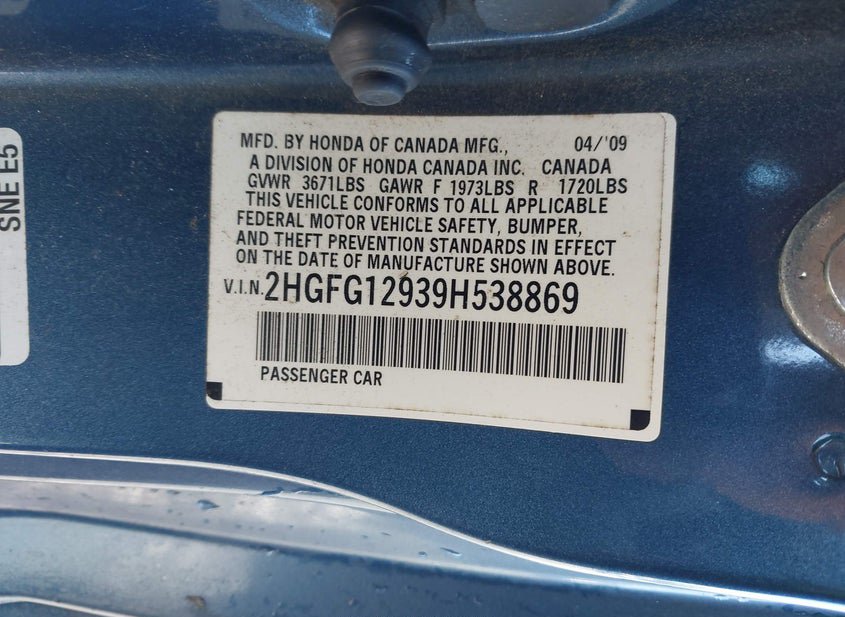 MFD. BY HONDA OF CANADA MFG., 04/'09
A DIVISION OF HONDA CANADA INC. CANADA
GVWR 3671LBS GAWR F 1973LBS R 1720LBS
THIS VEHICLE CONFORMS TO ALL APPLICABLE
FEDERAL MOTOR VEHICLE SAFETY, BUMPER,
AND THEFT PREVENTION STANDARDS IN EFFECT
ON THE DATE OF MANUFACTURE SHOWN ABOVE.
V.I.N. 2HGFG12939H538869
PASSENGER CAR
SNE E5